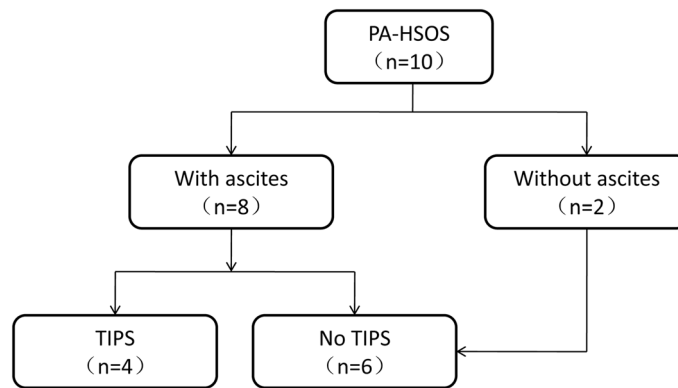 PA-HSOS
（n=10）
With ascites
（n=8）
Without ascites
（n=2）
TIPS
（n=4）
No TIPS
（n=6）